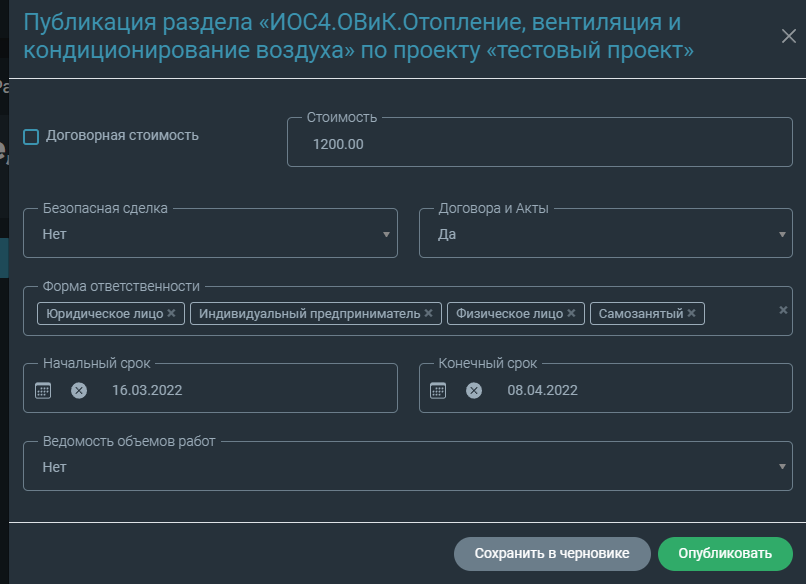 Публикация раздела «ИОС4.ОВиК.Отопление, вентиляция и
кондиционирование воздуха» по проекту «тестовый проект»
Договорная стоимость
Стоимость
1200.00
Безопасная сделка
Нет
Договора и Акты
Да
Форма ответственности
Юридическое лицо × Индивидуальный предприниматель × Физическое лицо × Самозанятый ×
Начальный срок
16.03.2022
Конечный срок
08.04.2022
Ведомость объемов работ
Нет
Сохранить в черновике
Опубликовать